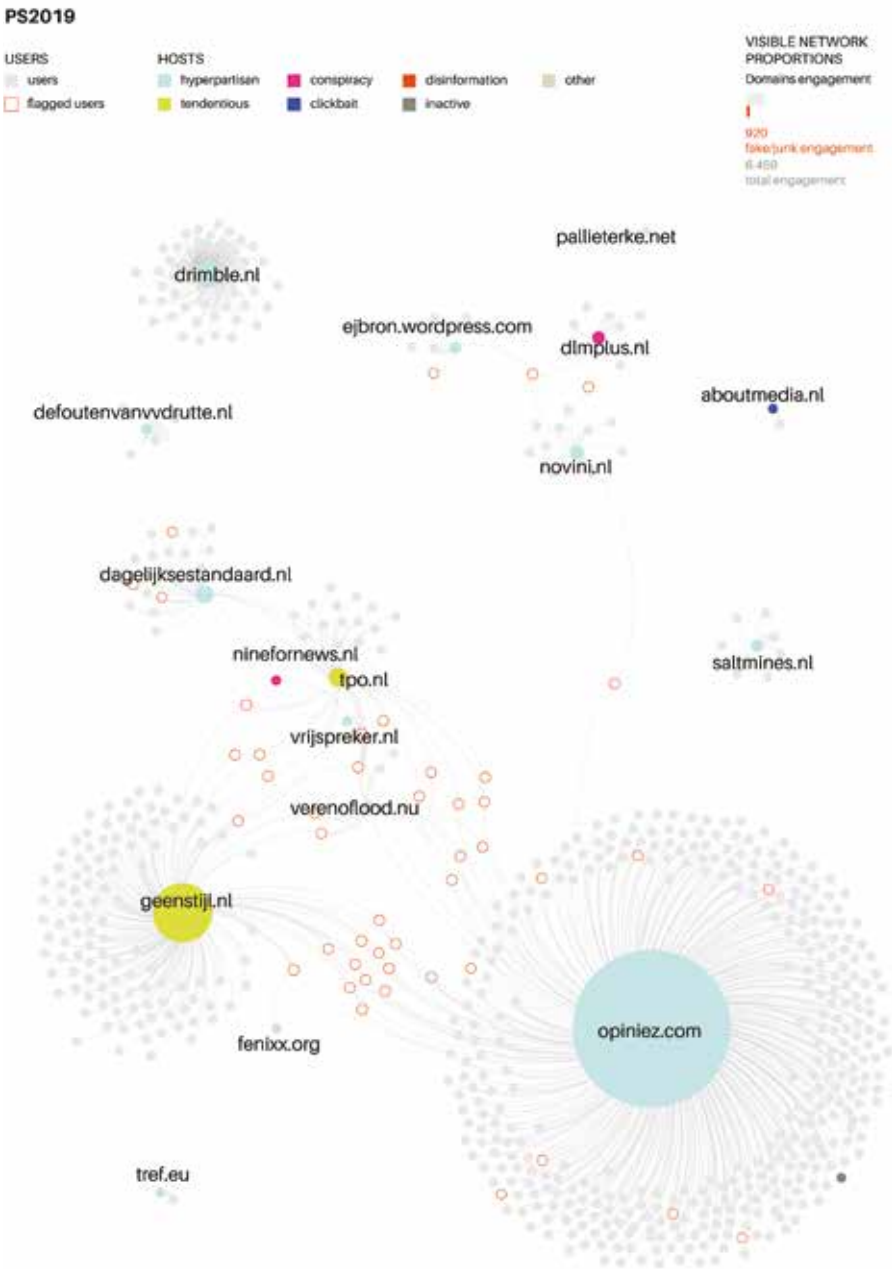 PS2019
USERS
users
flagged users
HOSTS
hyperpartisan
tendentious
conspiracy
clickbait
disinformation
inactive
other
VISIBLE NETWORK
PROPORTIONS
Domains engagement
920
fake/junk engagement
total engagement
pallieterke.net
drimble.nl
ejbron.wordpress.com
dlmplus.nl
aboutmedia.nl
defoutenvanvvdrutte.nl
novini.nl
dagelijksestandaard.nl
ninefornews.nl
saltmines.nl
tpo.nl
vrijspreker.nl
verenoflood.nu
geenstijl.nl
opiniez.com
fenixx.org
tref.eu